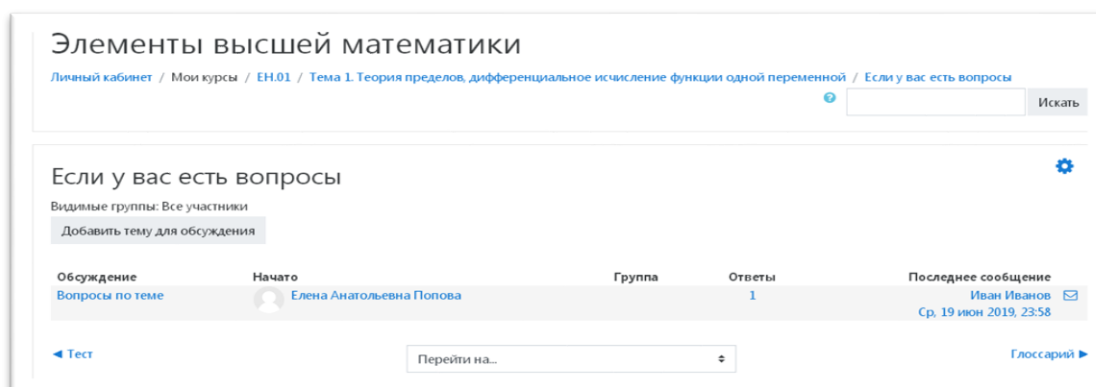 Элементы высшей математики
Личный кабинет / Мои курсы / ЕН.01 / Тема 1. Теория пределов, дифференциальное исчисление функции одной переменной / Если у вас есть вопросы
Искать
Если у вас есть вопросы
Видимые группы: Все участники
Добавить тему для обсуждения
Обсуждение Начато Группа Ответы Последнее сообщение
Вопросы по теме Елена Анатольевна Попова 1 Иван Иванов
Ср, 19 июн 2019, 23:58
◄ Тест Перейти на... Глоссарий ►